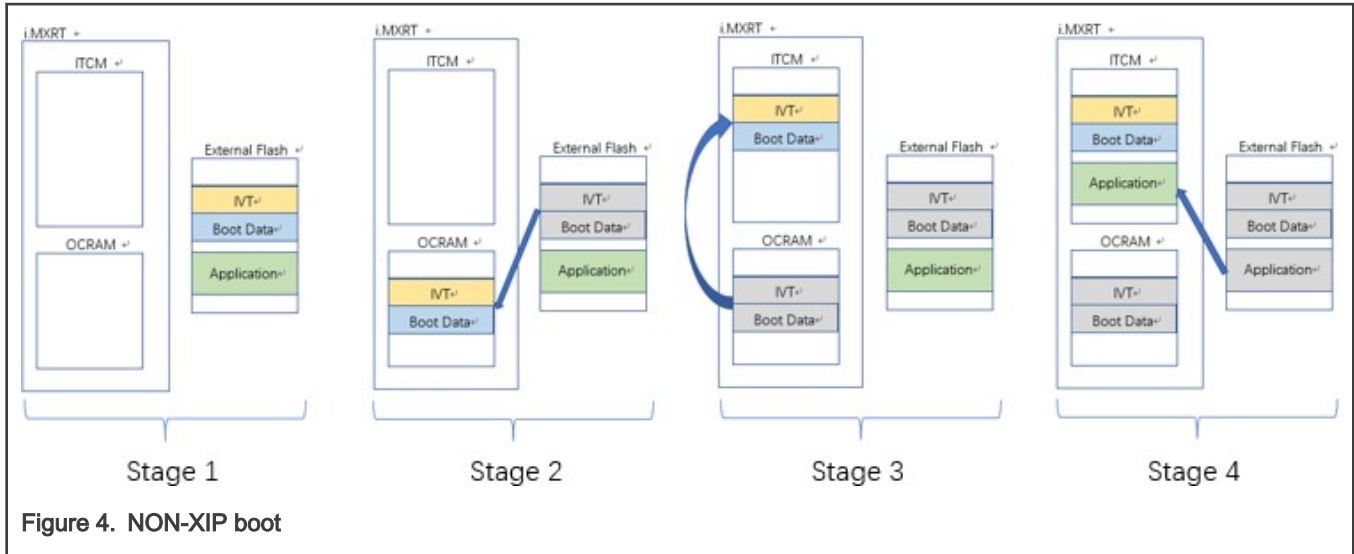 i.MXRT
ITCM
OCRAM
External Flash
IVT
Boot Data
Application
Stage 1
i.MXRT
ITCM
OCRAM
IVT
Boot Data
External Flash
IVT
Boot Data
Application
Stage 2
i.MXRT
ITCM
IVT
Boot Data
OCRAM
IVT
Boot Data
External Flash
IVT
Boot Data
Application
Stage 3
i.MXRT
ITCM
IVT
Boot Data
Application
OCRAM
IVT
Boot Data
External Flash
IVT
Boot Data
Application
Stage 4
Figure 4. NON-XIP boot